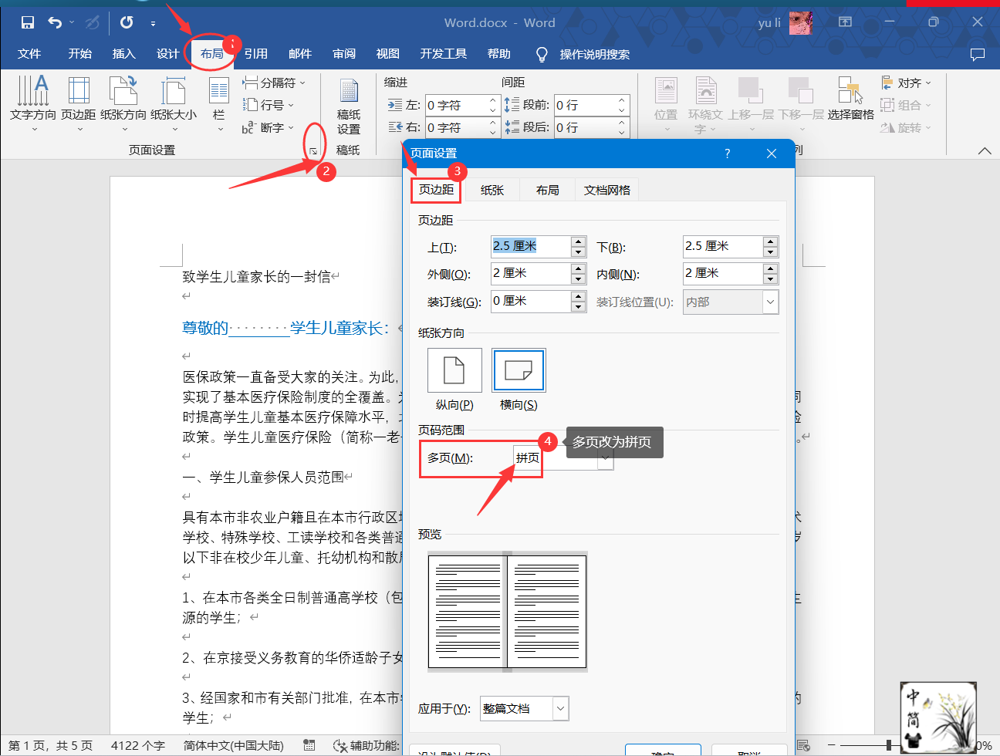 Word.docx - Word
yu li
文件 开始 插入 设计 布局 引用 邮件 审阅 视图 开发工具 帮助 操作说明搜索
1
A
文字方向 页边距 纸张方向 纸张大小 栏
分隔符
行号
断字
页面设置
稿纸
设置
稿纸
缩进 间距
左: 0 字符 段前: 0 行
右: 0 字符 段后: 0 行
位置 环绕文
字 上移一层 下移一层 选择窗格
对齐
组合
旋转
列
2
页面设置
?
3
页边距 纸张 布局 文档网格
页边距
上(T): 2.5 厘米 下(B): 2.5 厘米
外侧(O): 2 厘米 内侧(N): 2 厘米
装订线(G): 0 厘米 装订线位置(U): 内部
纸张方向
纵向(P) 横向(S)
页码范围
4
多页改为拼页
多页(M): 拼页
预览
应用于(Y): 整篇文档
设为默认值(D) 确定 取消
致学生儿童家长的一封信
尊敬的 学生儿童家长:
医保政策一直备受大家的关注。为此,
实现了基本医疗保险制度的全覆盖。 同
时提高学生儿童基本医疗保障水平, 险
政策。学生儿童医疗保险（简称一老 。
一、学生儿童参保人员范围
具有本市非农业户籍且在本市行政区 术
学校、特殊学校、工读学校和各类普通 岁
以下非在校少年儿童、托幼机构和散居
1、在本市各类全日制普通高学校（包 生
源的学生;
2、在京接受义务教育的华侨适龄子女
3、经国家和市有关部门批准, 在本市 的
学生;
第 1 页, 共 5 页 4122 个字 简体中文(中国大陆) 辅助功能: 0%
中
简